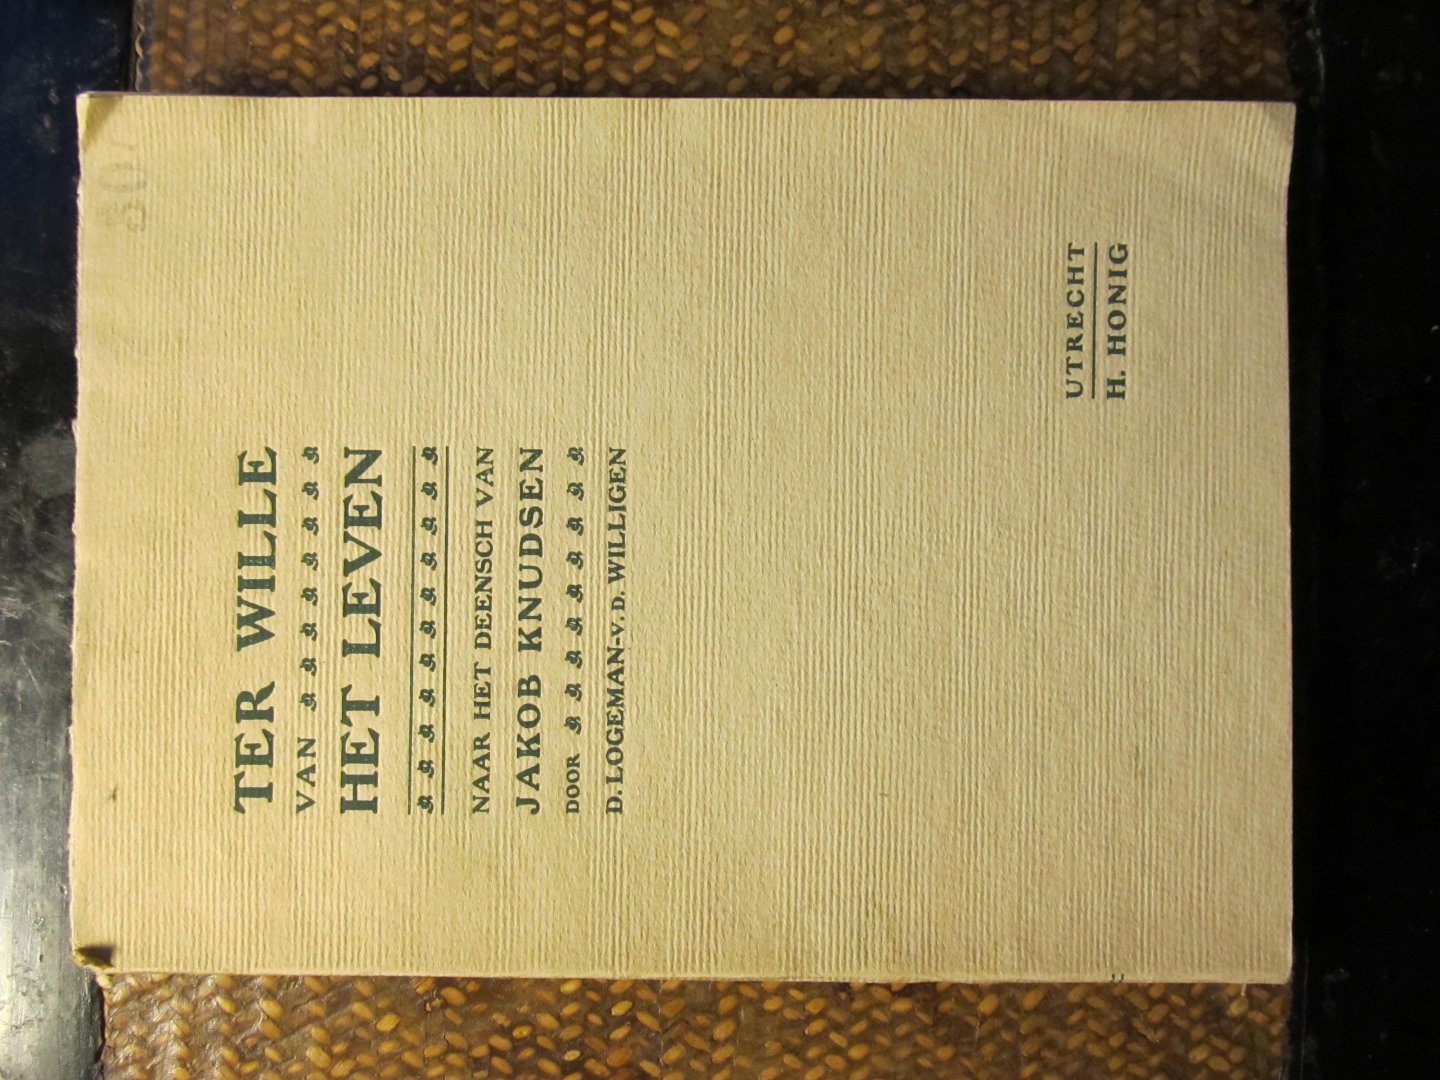 TER WILLE
VAN
HET LEVEN
NAAR HET DEENSCH VAN
JAKOB KNUDSEN
DOOR
D. LOGEMAN-V. D. WILLIGEN
UTRECHT
H. HONIG